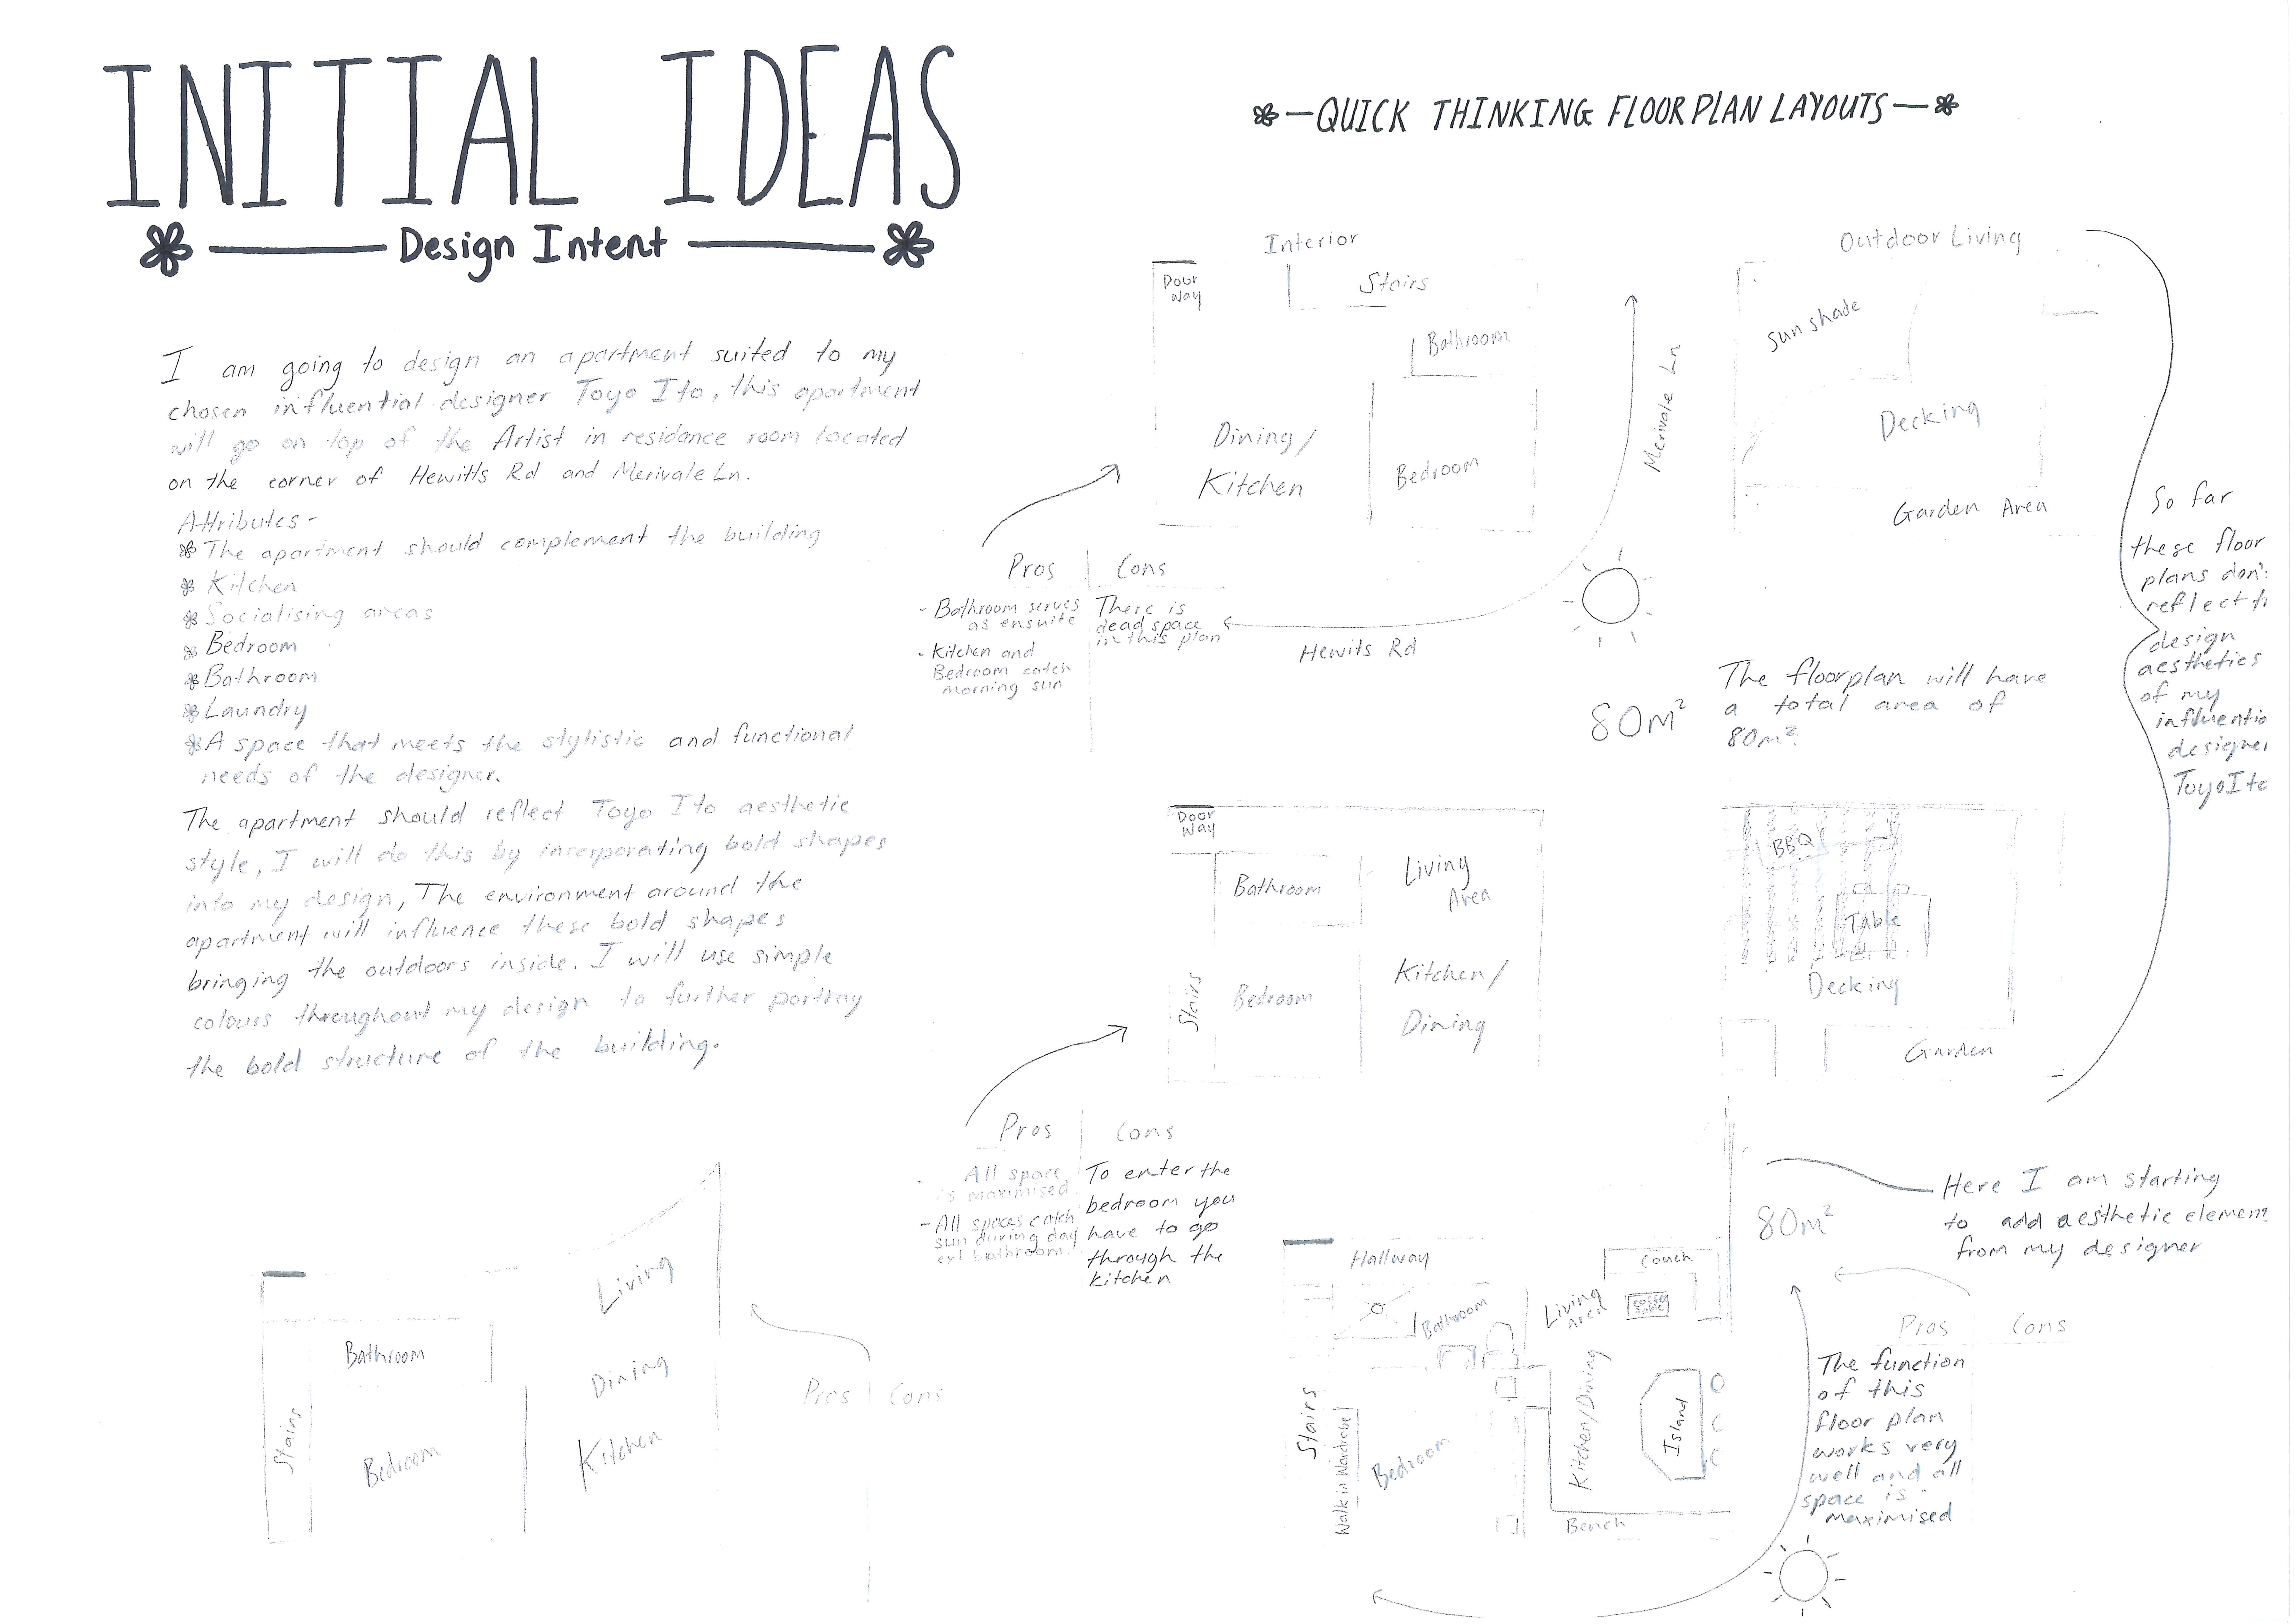 INITIAL IDEAS
Design Intent
I am going to design an apartment suited to my
chosen influential designer Toyo Ito, this apartment
will go on top of the Artist in residance room located
on the corner of Hewitts Rd and Merivale Ln.
Attributes -
The apartment should complement the building
Kitchen
Socialising areas
Bedroom
Bathroom
Laundry
A space that meets the stylistic and functional
needs of the designer.
The apartment should reflect Toyo Ito aesthetic
style, I will do this by incorporating bold shapes
into my design, The environment around the
apartment will influence these bold shapes
bringing the outdoors inside. I will use simple
colours throughout my design to further portray
the bold structure of the building.
—QUICK THINKING FLOORPLAN LAYOUTS—
Interior
Door
Way
Stairs
Bathroom
Dining/
Kitchen
Bedroom
Merivale Ln
Hewits Rd
Outdoor Living
Sun shade
Decking
Garden Area
Pros
- Bathroom serves
as ensuite
- Kitchen and
Bedroom catch
morning sun
Cons
There is
dead space
in this plan
80m²
The floorplan will have
a total area of
80m².
So far
these floor
plans don'
reflect
design
aesthetics
of my
influentio
designer
Toyo Ito
Door
Way
Bathroom
Living
Area
Stairs
Bedroom
Kitchen/
Dining
BBQ
Table
Decking
Garden
Pros
- All space
is maximised.
- All spaces catch
sun during day
exl bathroom.
Cons
To enter the
bedroom you
have to go
through the
kitchen
Living
Bathroom
Dining
Stairs
Bedroom
Kitchen
Pros
Cons
Here I am starting
to add aesthetic element
from my designer
80m²
Hallway
Couch
Living
Area
Bathroom
Stairs
Walk in Wardrobe
Bedroom
Kitchen/Dining
Island
Bench
Pros
The function
of this
floor plan
works very
well and all
space is
maximised
Cons